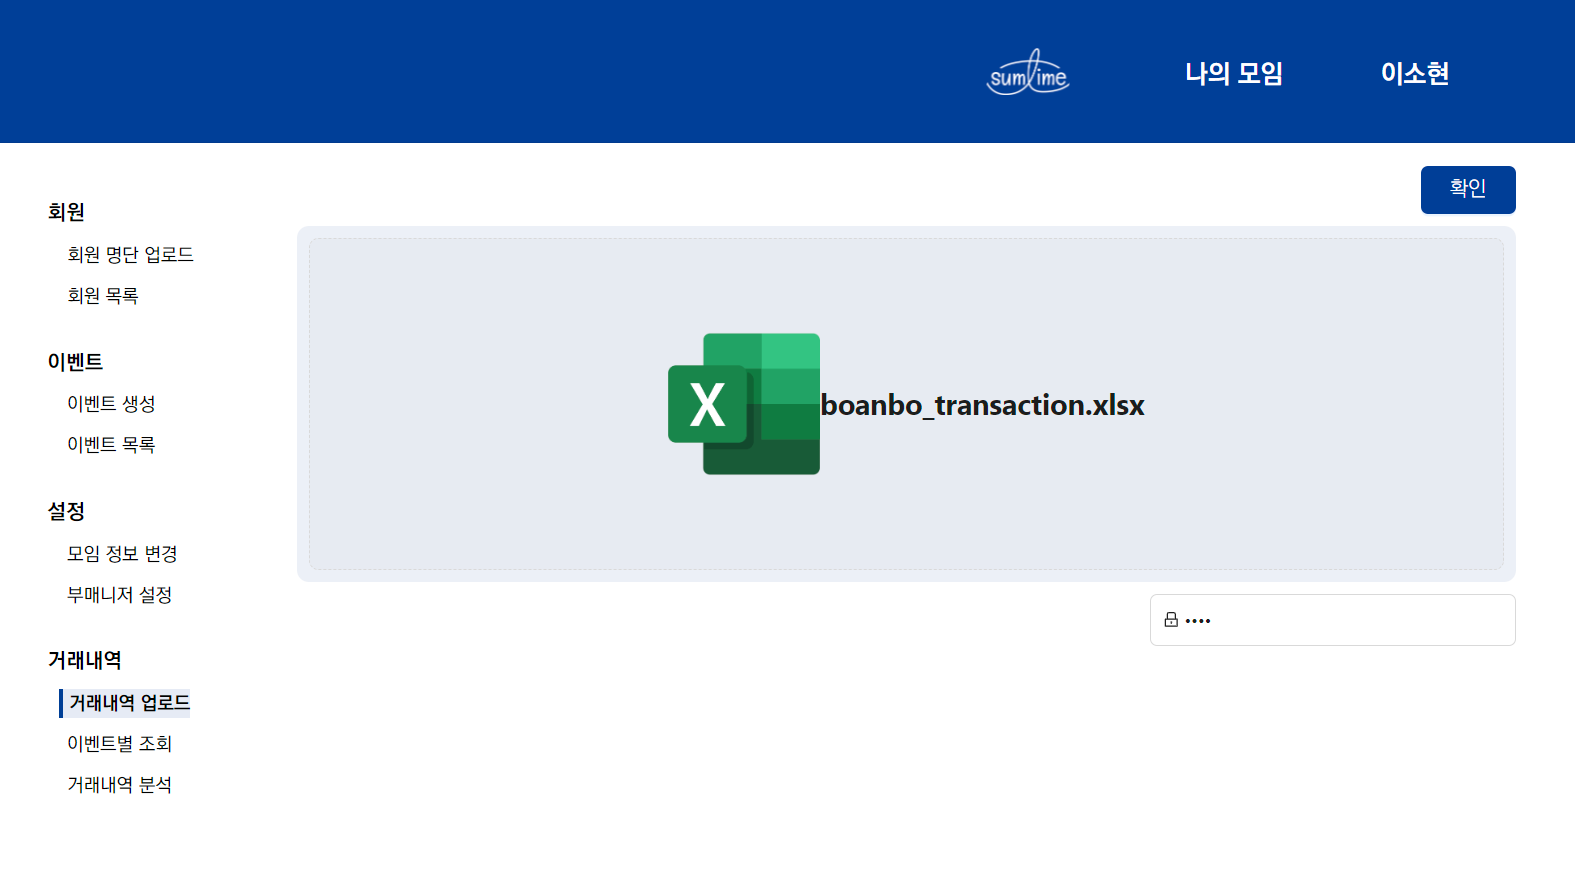 sumlime
나의 모임
이소현
확인
회원
회원 명단 업로드
회원 목록
이벤트
이벤트 생성
이벤트 목록
설정
모임 정보 변경
부매니저 설정
거래내역
거래내역 업로드
이벤트별 조회
거래내역 분석
X
boanbo_transaction.xlsx
••••